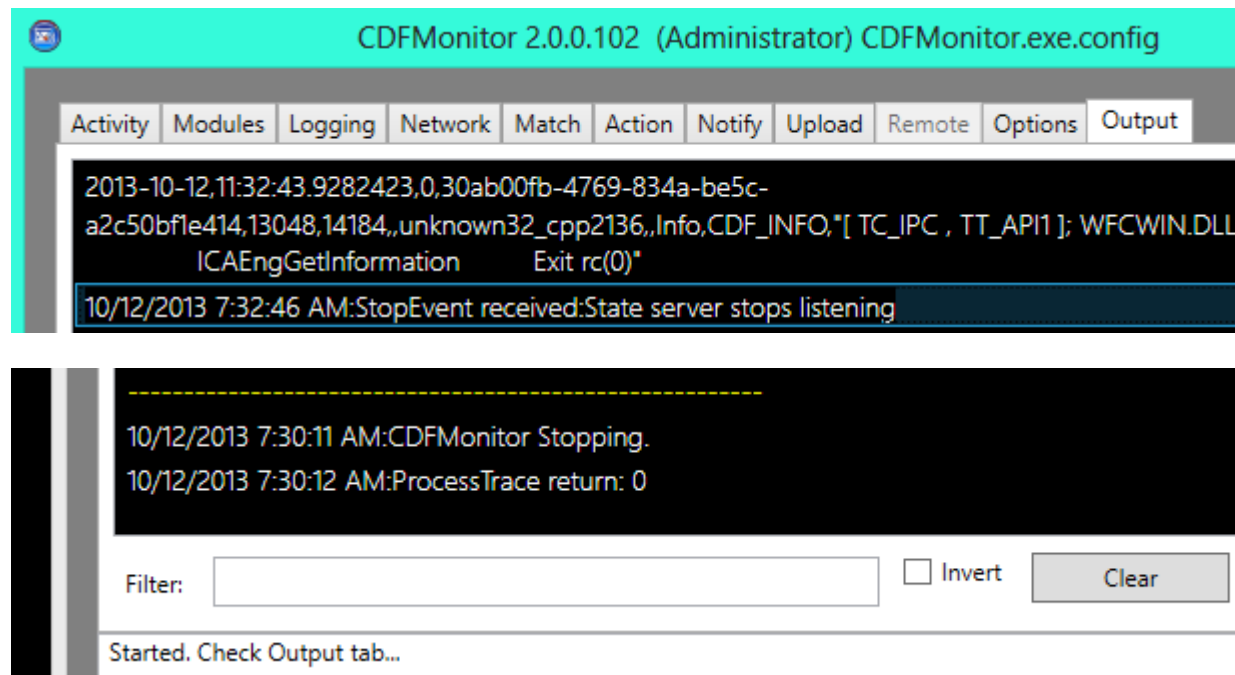 CDFMonitor 2.0.0.102 (Administrator) CDFMonitor.exe.config
Activity Modules Logging Network Match Action Notify Upload Remote Options Output
2013-10-12,11:32:43.9282423,0,30ab00fb-4769-834a-be5c-
a2c50bf1e414,13048,14184,,unknown32_cpp2136,,Info,CDF_INFO,"[ TC_IPC , TT_API1 ]; WFCWIN.DLL
ICAEngGetInformation Exit rc(0)"
10/12/2013 7:32:46 AM:StopEvent received:State server stops listening
--------------------------------------------------------
10/12/2013 7:30:11 AM:CDFMonitor Stopping.
10/12/2013 7:30:12 AM:ProcessTrace return: 0
Filter: Invert Clear
Started. Check Output tab...